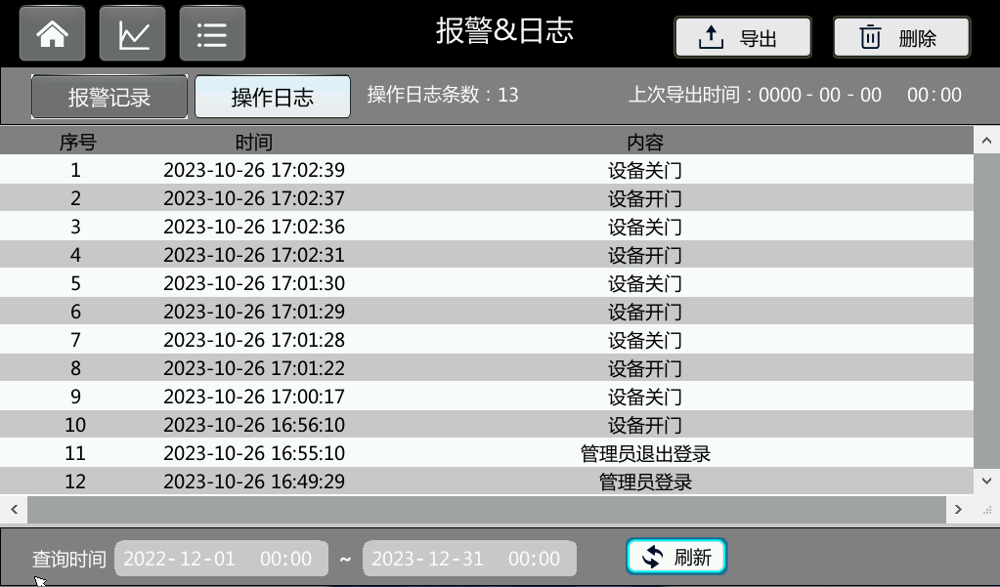 报警&日志 导出 删除
报警记录 操作日志 操作日志条数：13 上次导出时间：0000 - 00 - 00 00:00
序号 时间 内容
1 2023-10-26 17:02:39 设备关门
2 2023-10-26 17:02:37 设备开门
3 2023-10-26 17:02:36 设备关门
4 2023-10-26 17:02:31 设备开门
5 2023-10-26 17:01:30 设备关门
6 2023-10-26 17:01:29 设备开门
7 2023-10-26 17:01:28 设备关门
8 2023-10-26 17:01:22 设备开门
9 2023-10-26 17:00:17 设备关门
10 2023-10-26 16:56:10 设备开门
11 2023-10-26 16:55:10 管理员退出登录
12 2023-10-26 16:49:29 管理员登录
查询时间 2022-12-01 00:00 ~ 2023-12-31 00:00 刷新